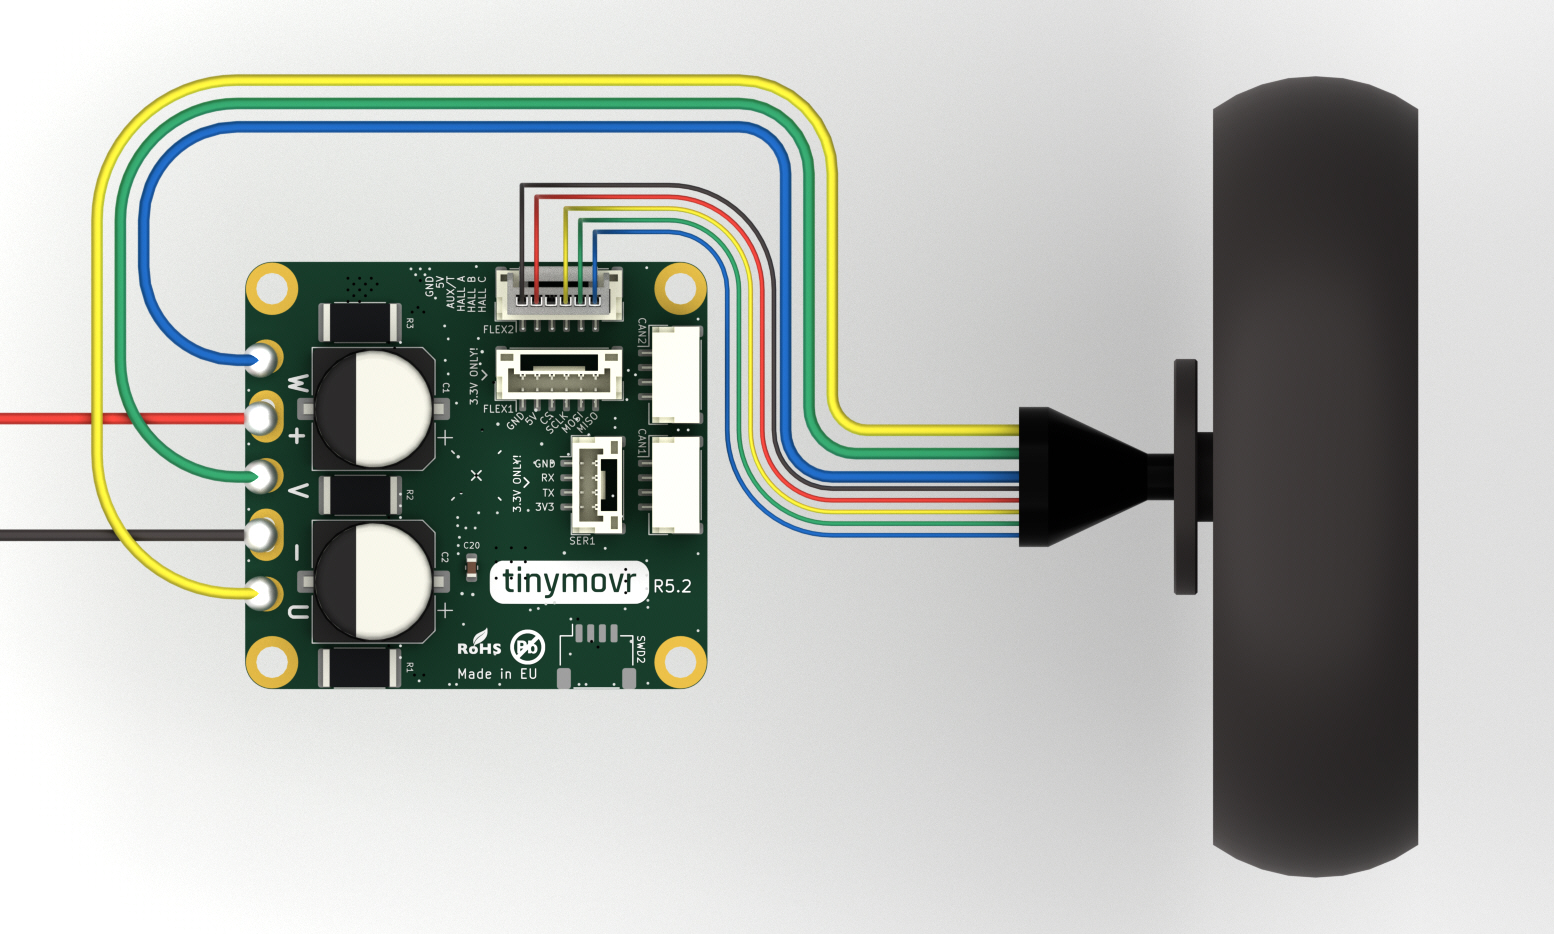 GND
5V
AUX/T
HALL A
HALL B
HALL C
FLEX2
R3
CAN2
W
C1
3.3V ONLY!
FLEX1
GND
5V
CS
SCLK
MOSI
MISO
+
+
CAN1
V
R2
3.3V ONLY!
GND
RX
TX
3V3
SER1
-
C20
C2
tinymovr R5.2
U
+
RoHS
Pb
SWD2
Made in EU
R1